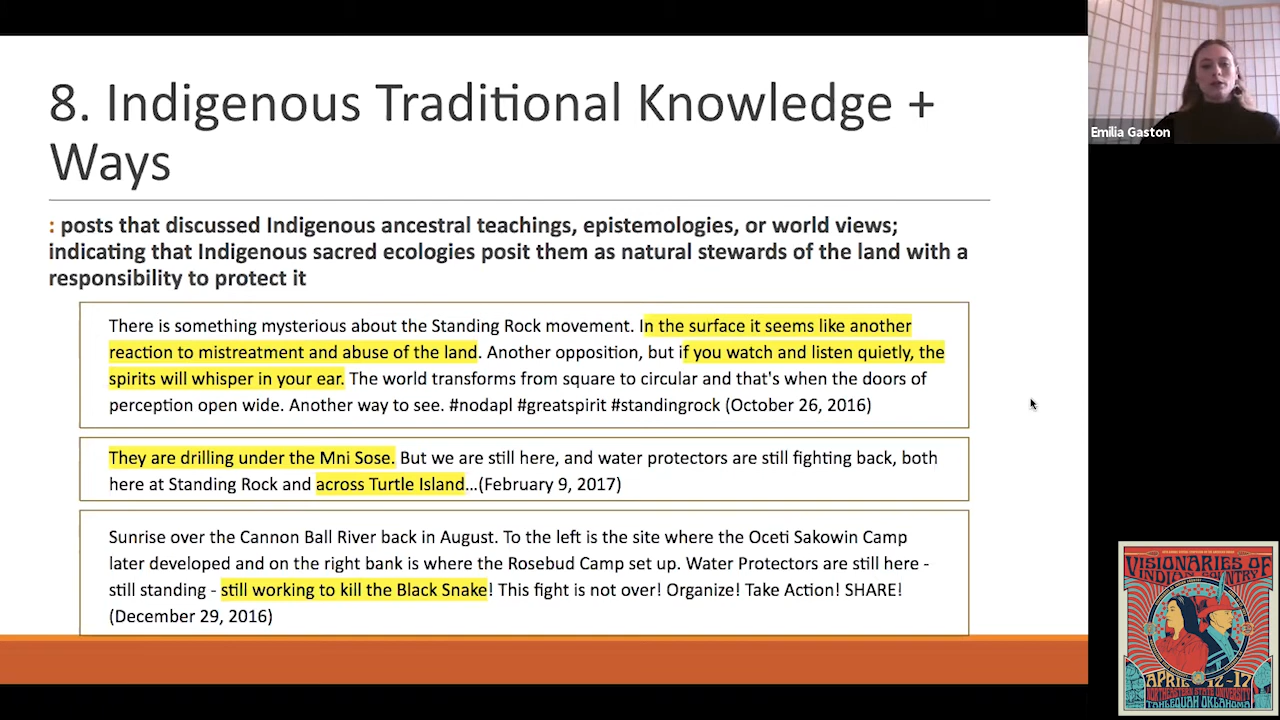 8. Indigenous Traditional Knowledge +
Ways
: posts that discussed Indigenous ancestral teachings, epistemologies, or world views;
indicating that Indigenous sacred ecologies posit them as natural stewards of the land with a
responsibility to protect it
There is something mysterious about the Standing Rock movement. In the surface it seems like another
reaction to mistreatment and abuse of the land. Another opposition, but if you watch and listen quietly, the
spirits will whisper in your ear. The world transforms from square to circular and that's when the doors of
perception open wide. Another way to see. #nodapl #greatspirit #standingrock (October 26, 2016)
They are drilling under the Mni Sose. But we are still here, and water protectors are still fighting back, both
here at Standing Rock and across Turtle Island…(February 9, 2017)
Sunrise over the Cannon Ball River back in August. To the left is the site where the Oceti Sakowin Camp
later developed and on the right bank is where the Rosebud Camp set up. Water Protectors are still here -
still standing - still working to kill the Black Snake! This fight is not over! Organize! Take Action! SHARE!
(December 29, 2016)
Emilia Gaston
VISIONARIES OF
INDIAN COUNTRY
APRIL 12-17
NORTHEASTERN STATE UNIVERSITY
TAHLEQUAH OKLAHOMA